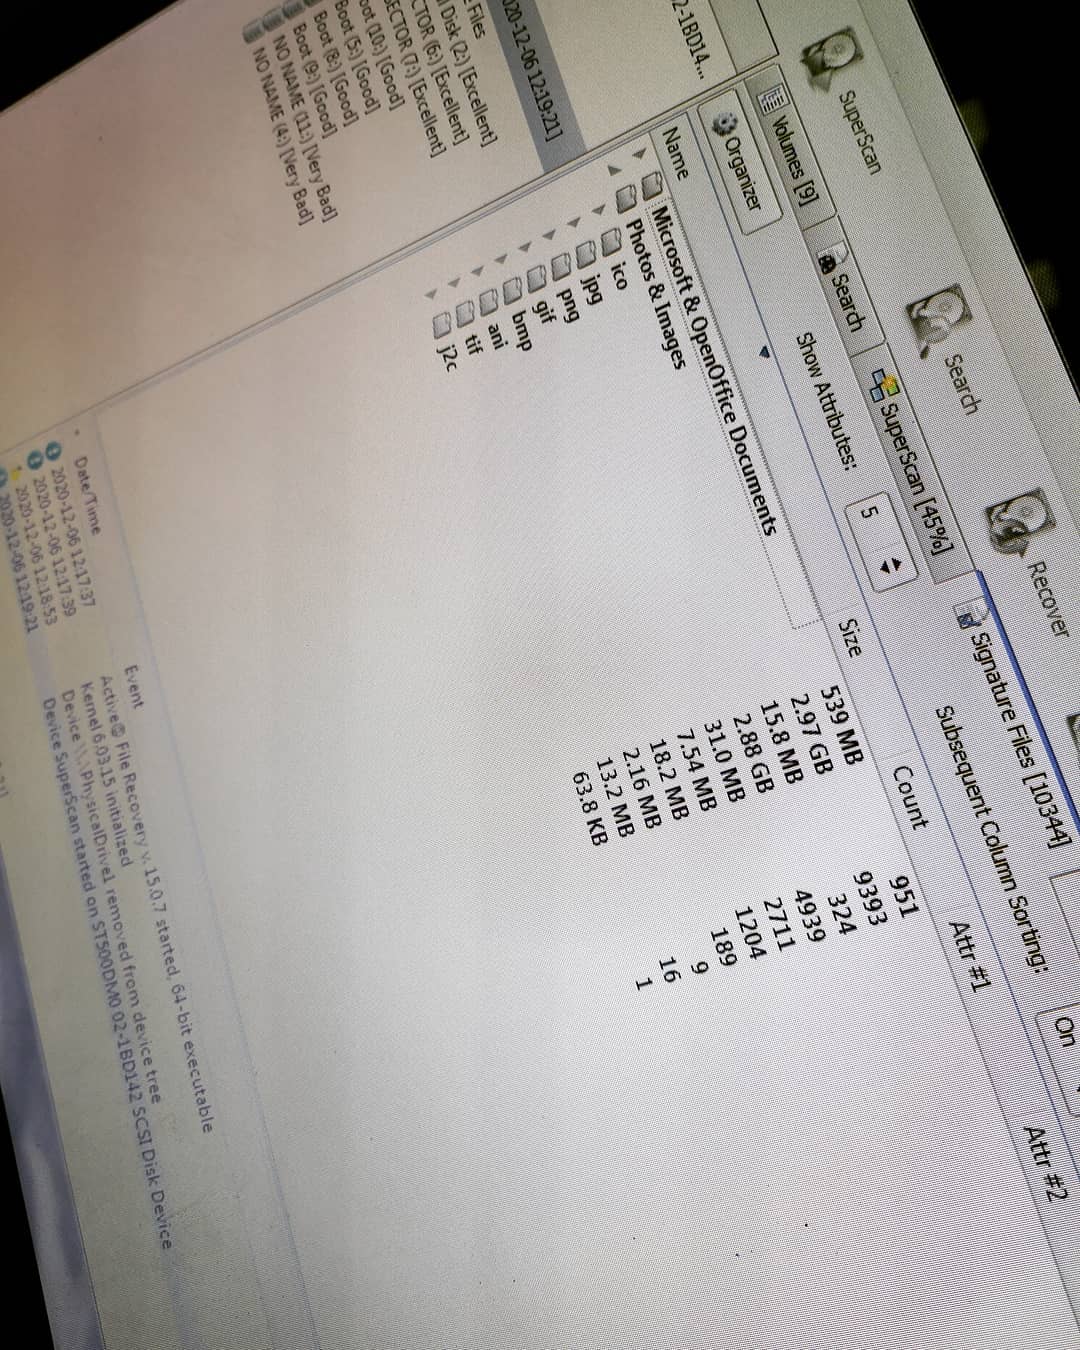 SuperScan Search Recover
Volumes [9] Search SuperScan [45%] Signature Files [10344]
Organizer Show Attributes: 5 Subsequent Column Sorting: On
Name Size Count Attr #1 Attr #2
Microsoft & OpenOffice Documents 539 MB 951
Photos & Images 2.97 GB 9393
ico 15.8 MB 324
jpg 2.88 GB 4939
png 31.0 MB 2711
gif 7.54 MB 1204
bmp 18.2 MB 189
ani 2.16 MB 9
tif 13.2 MB 16
j2c 63.8 KB 1
2-1BD14...
020-12-06 12:19:21]
Files
Disk (2:) [Excellent]
CTOR (6:) [Excellent]
ECTOR (7:) [Excellent]
oot (10:) [Good]
Boot (5:) [Good]
Boot (8:) [Good]
Boot (9:) [Good]
NO NAME (11:) [Very Bad]
NO NAME (4:) [Very Bad]
Date/Time Event
2020-12-06 12:17:37 Active© File Recovery v. 15.0.7 started, 64-bit executable
2020-12-06 12:17:39 Kernel 6.03.15 initialized
2020-12-06 12:18:53 Device \\.\PhysicalDrive1 removed from device tree
2020-12-06 12:19:21 Device SuperScan started on ST500DM0 02-1BD142 SCSI Disk Device